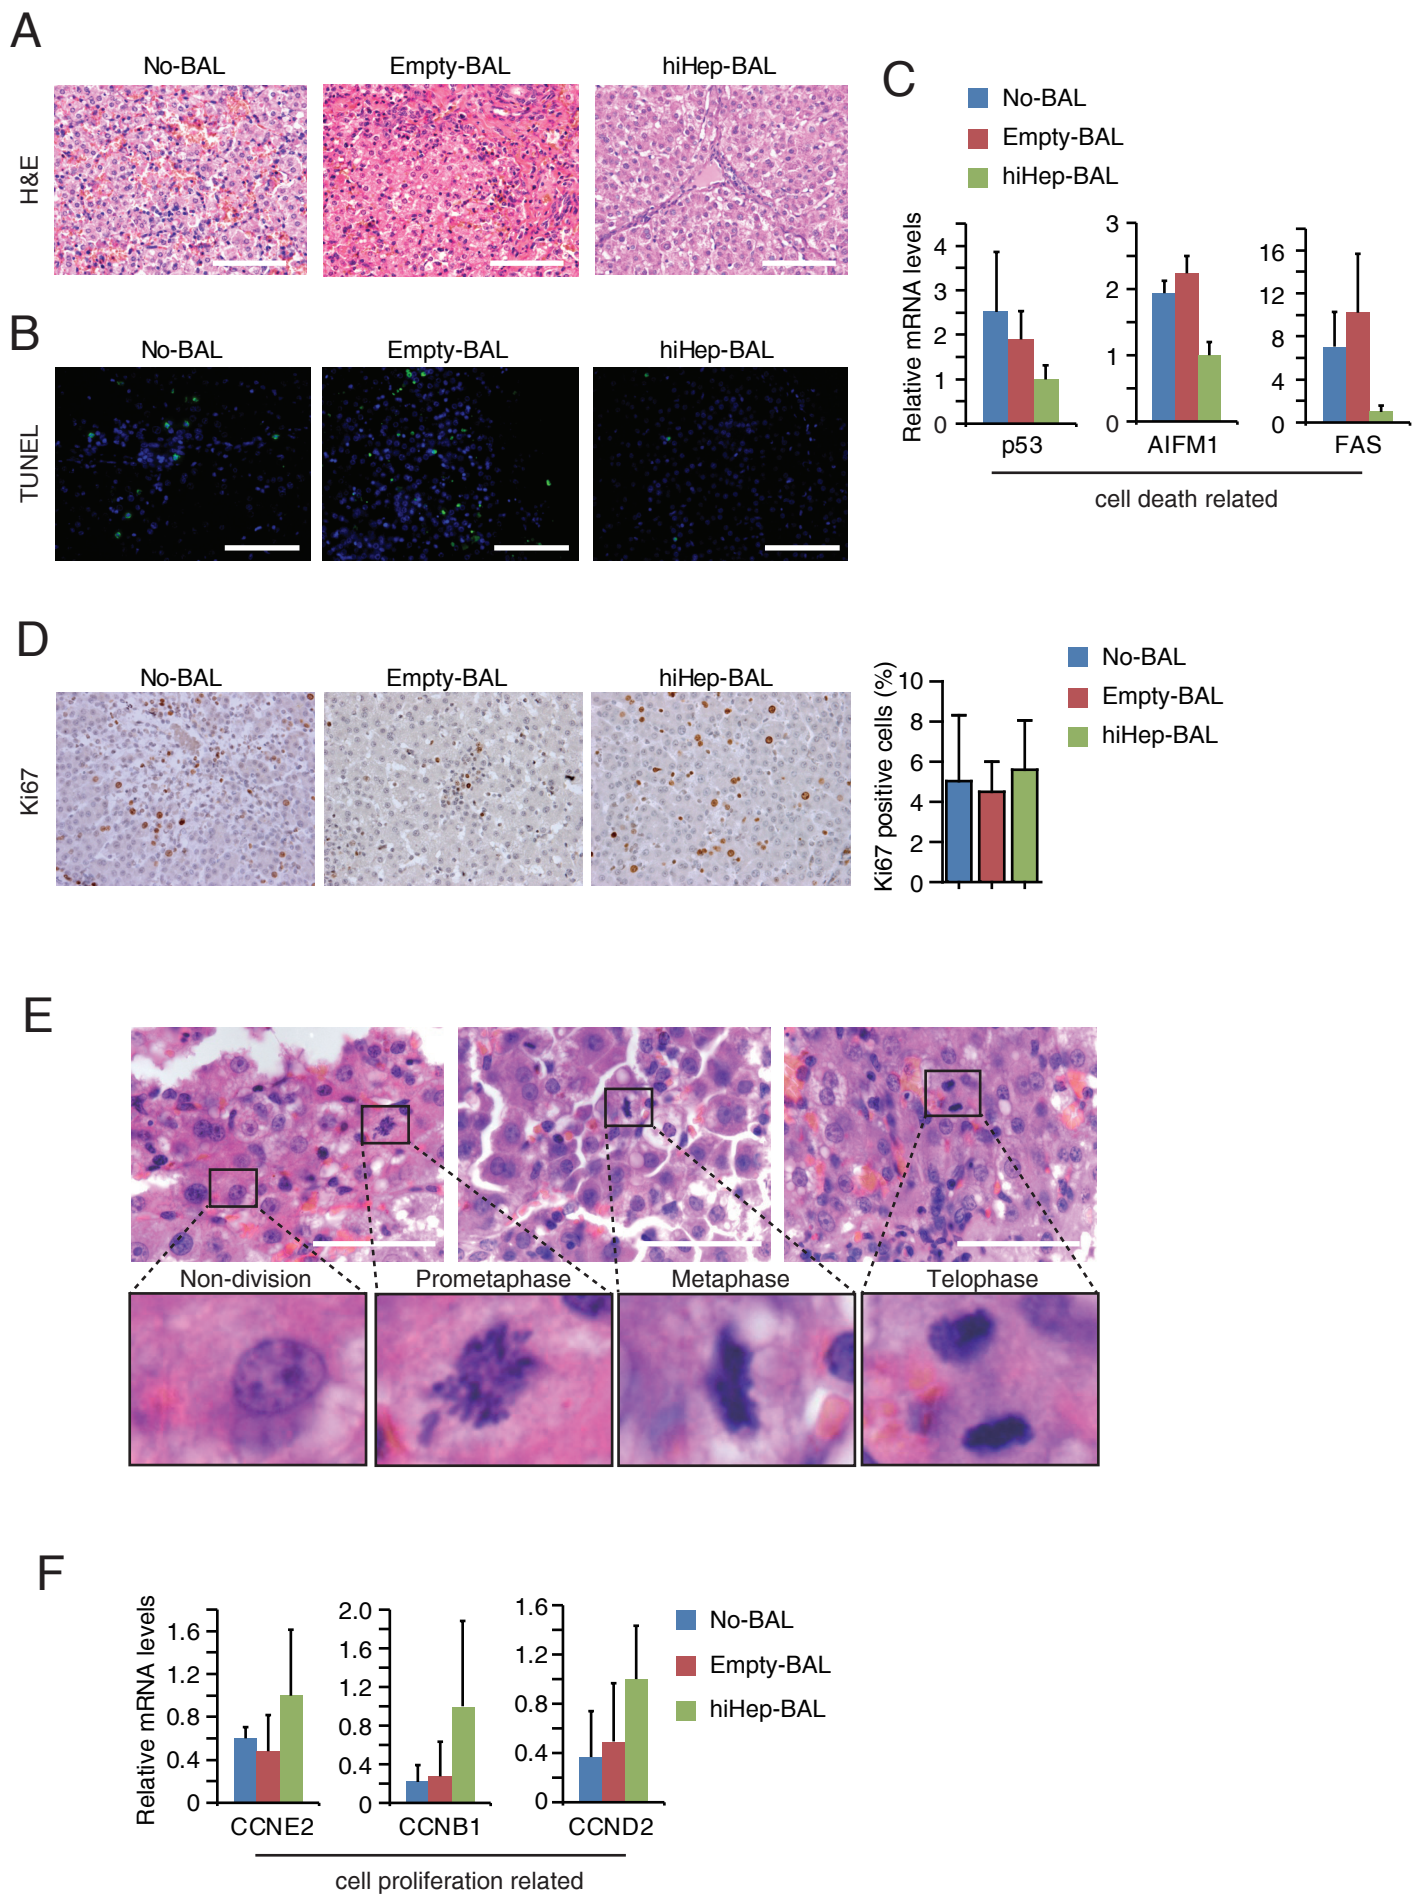 A
No-BAL
Empty-BAL
hiHep-BAL
H&E
B
No-BAL
Empty-BAL
hiHep-BAL
TUNEL
C
No-BAL
Empty-BAL
hiHep-BAL
Relative mRNA levels
4
3
2
1
0
p53
3
2
1
0
AIFM1
16
12
8
4
0
FAS
cell death related
D
No-BAL
Empty-BAL
hiHep-BAL
Ki67
Ki67 positive cells (%)
10
8
6
4
2
0
No-BAL
Empty-BAL
hiHep-BAL
E
Non-division
Prometaphase
Metaphase
Telophase
F
Relative mRNA levels
1.6
1.2
0.8
0.4
0
CCNE2
2.0
1.6
1.2
0.8
0.4
0
CCNB1
1.6
1.2
0.8
0.4
0
CCND2
No-BAL
Empty-BAL
hiHep-BAL
cell proliferation related